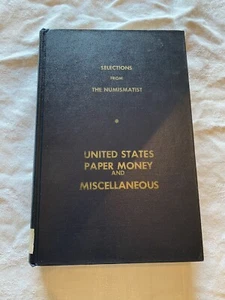 SELECTIONS
FROM
THE NUMISMATIST
UNITED STATES
PAPER MONEY
AND
MISCELLANEOUS